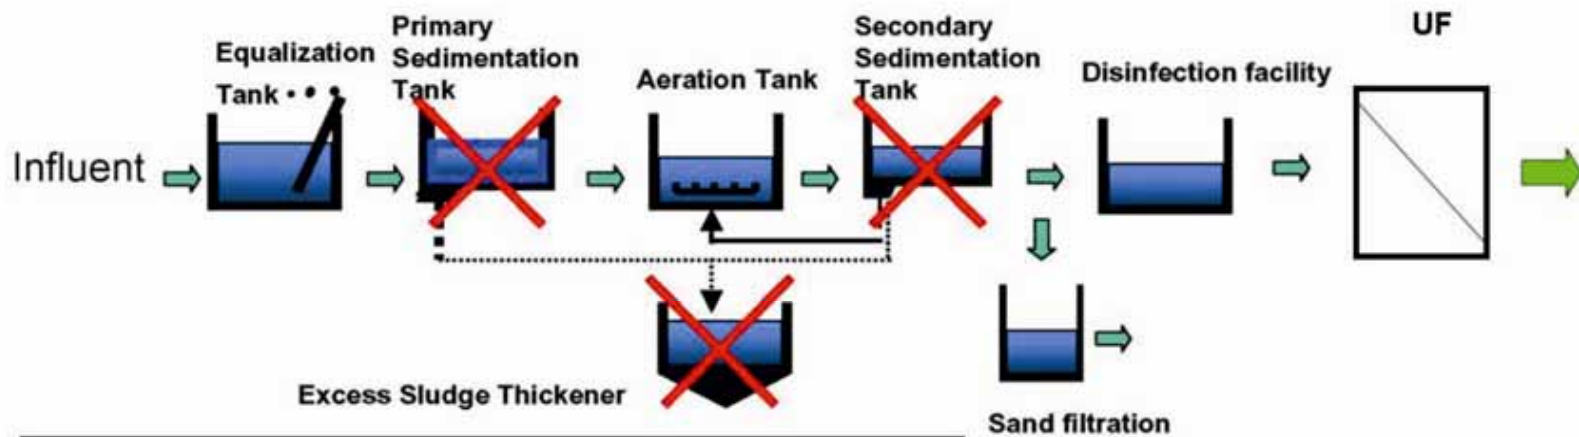 Influent
Equalization
Tank
Primary
Sedimentation
Tank
Aeration Tank
Secondary
Sedimentation
Tank
Disinfection facility
UF
Excess Sludge Thickener
Sand filtration